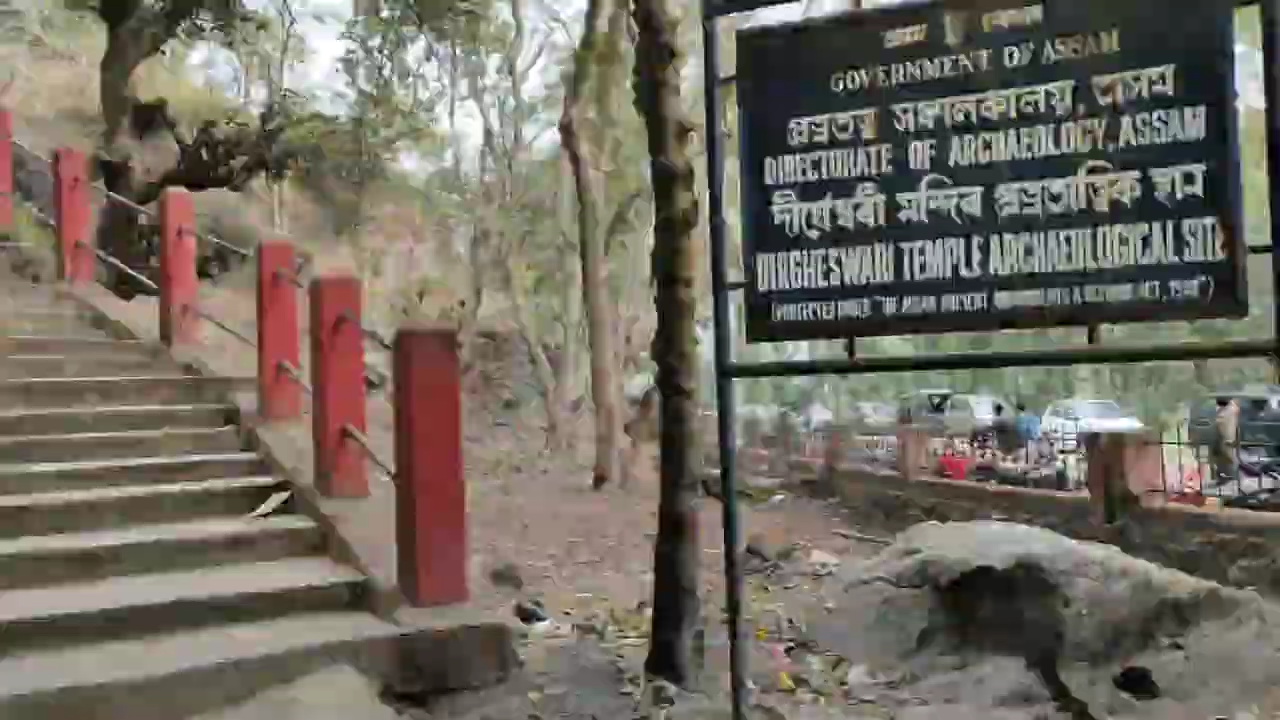 GOVERNMENT OF ASSAM
প্রত্নতত্ব সঞ্চালকালয়, অসম
DIRECTORATE OF ARCHAEOLOGY, ASSAM
দীৰ্ঘেশ্বৰী মন্দিৰ প্রত্নতাত্বিক স্থান
DIRGHESWARI TEMPLE ARCHAEOLOGICAL SITE